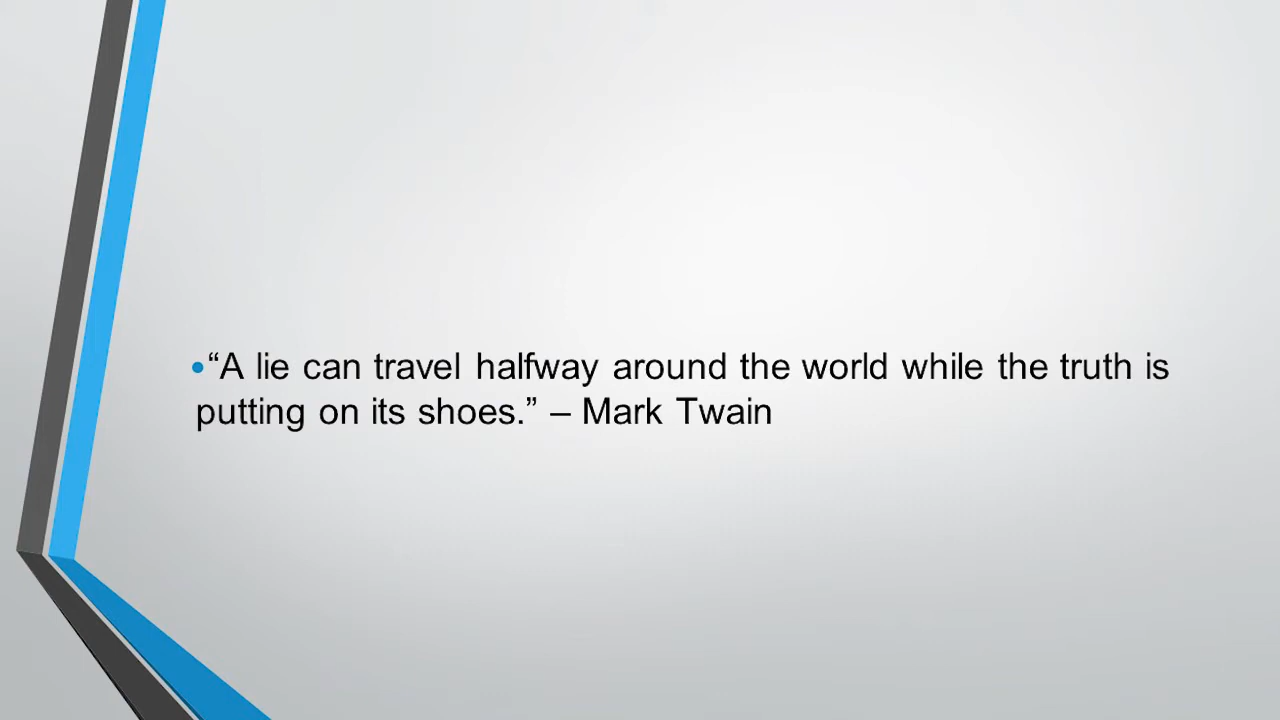 •“A lie can travel halfway around the world while the truth is
putting on its shoes.” – Mark Twain